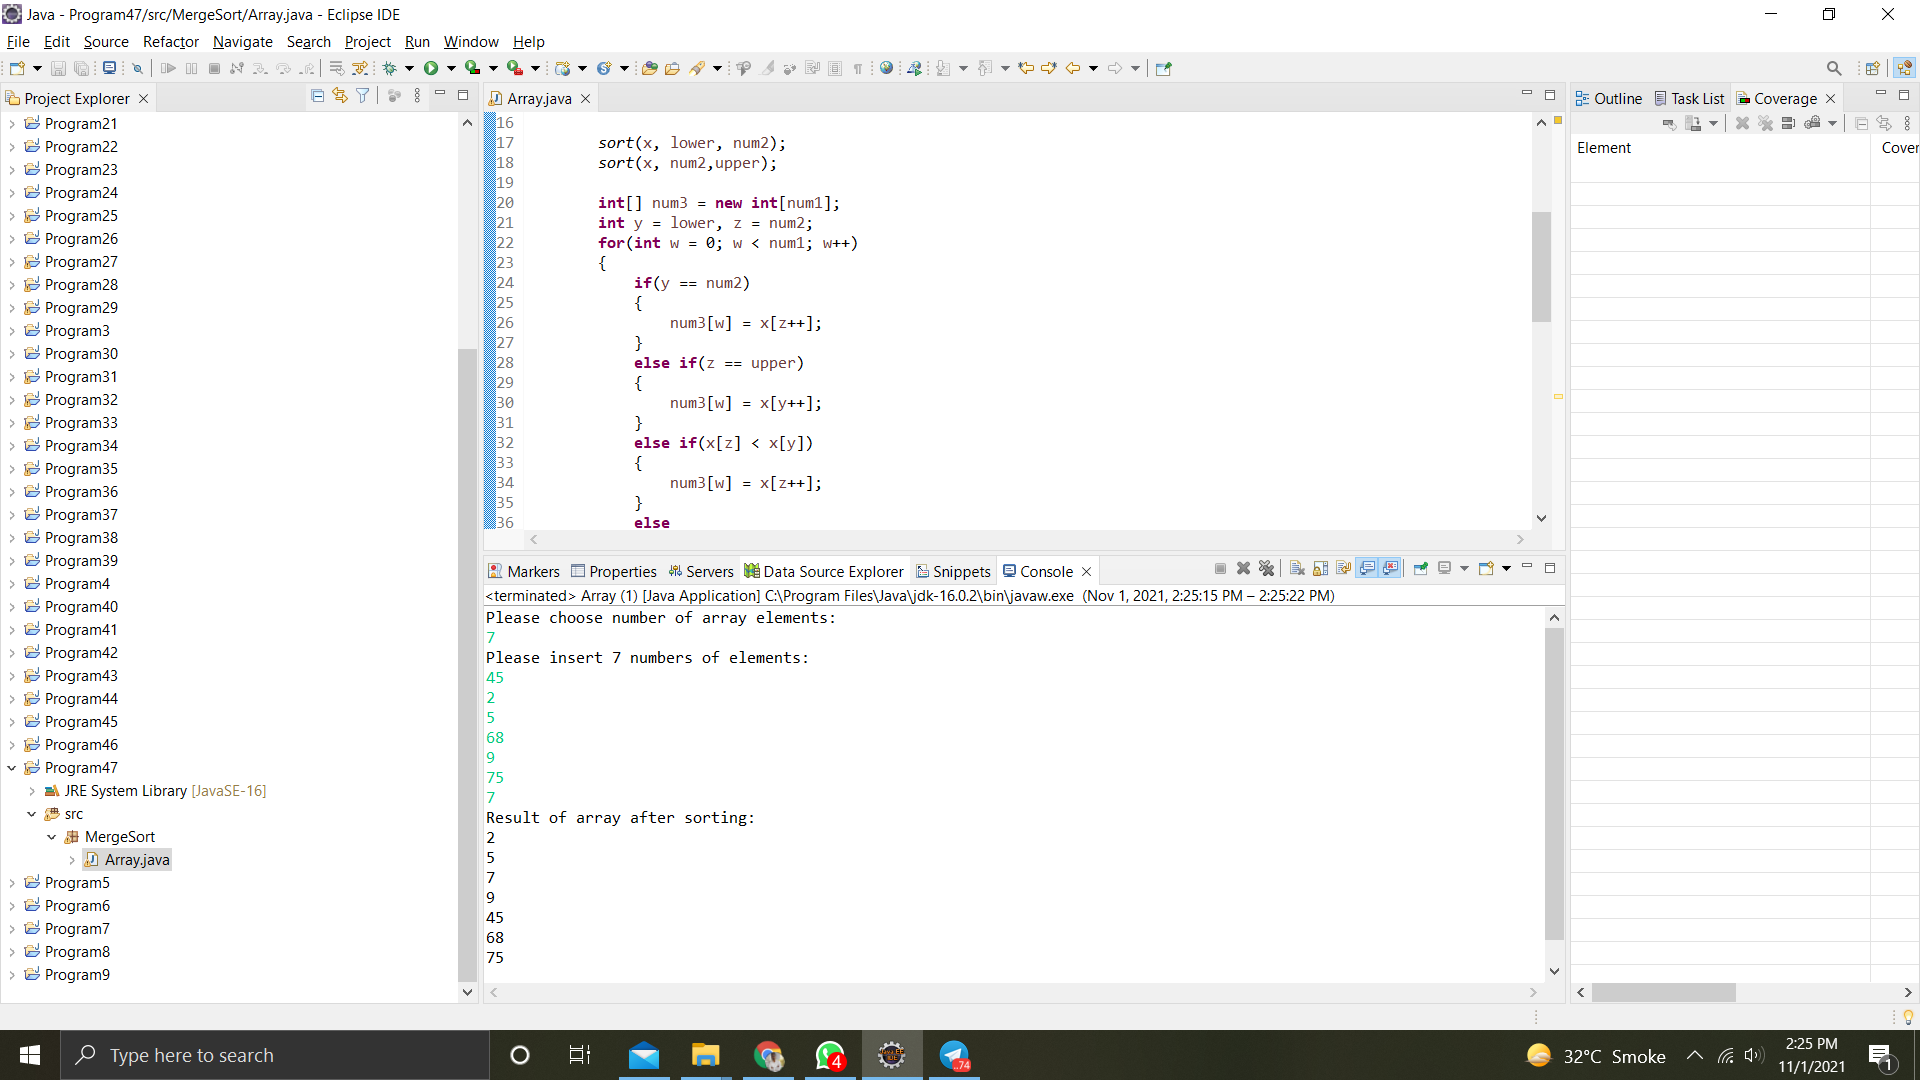 Java - Program47/src/MergeSort/Array.java - Eclipse IDE
File Edit Source Refactor Navigate Search Project Run Window Help
Project Explorer
Program21
Program22
Program23
Program24
Program25
Program26
Program27
Program28
Program29
Program3
Program30
Program31
Program32
Program33
Program34
Program35
Program36
Program37
Program38
Program39
Program4
Program40
Program41
Program42
Program43
Program44
Program45
Program46
Program47
JRE System Library [JavaSE-16]
src
MergeSort
Array.java
Program5
Program6
Program7
Program8
Program9
Array.java
16
17 sort(x, lower, num2);
18 sort(x, num2,upper);
19
20 int[] num3 = new int[num1];
21 int y = lower, z = num2;
22 for(int w = 0; w < num1; w++)
23 {
24 if(y == num2)
25 {
26 num3[w] = x[z++];
27 }
28 else if(z == upper)
29 {
30 num3[w] = x[y++];
31 }
32 else if(x[z] < x[y])
33 {
34 num3[w] = x[z++];
35 }
36 else
Markers Properties Servers Data Source Explorer Snippets Console
<terminated> Array (1) [Java Application] C:\Program Files\Java\jdk-16.0.2\bin\javaw.exe (Nov 1, 2021, 2:25:15 PM – 2:25:22 PM)
Please choose number of array elements:
7
Please insert 7 numbers of elements:
45
2
5
68
9
75
7
Result of array after sorting:
2
5
7
9
45
68
75
Outline Task List Coverage
Element Cover
Type here to search
4
74
32°C Smoke
2:25 PM
11/1/2021
1